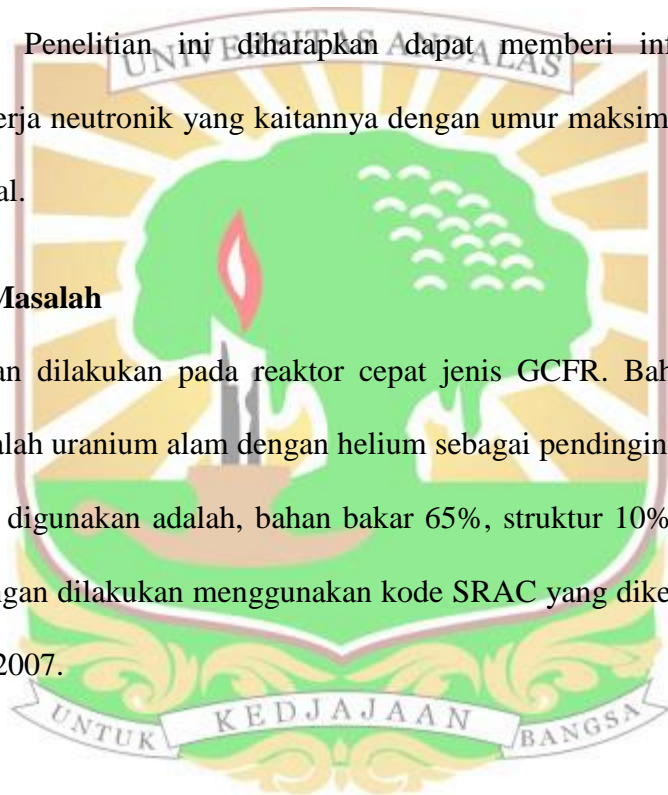 UNIVERSITAS ANDALAS
Penelitian ini diharapkan dapat memberi inf
erja neutronik yang kaitannya dengan umur maksim
al.
Masalah
an dilakukan pada reaktor cepat jenis GCFR. Bah
alah uranium alam dengan helium sebagai pendingin
digunakan adalah, bahan bakar 65%, struktur 10%
ngan dilakukan menggunakan kode SRAC yang dike
2007.
UNTUK KEDJAJAAN BANGSA